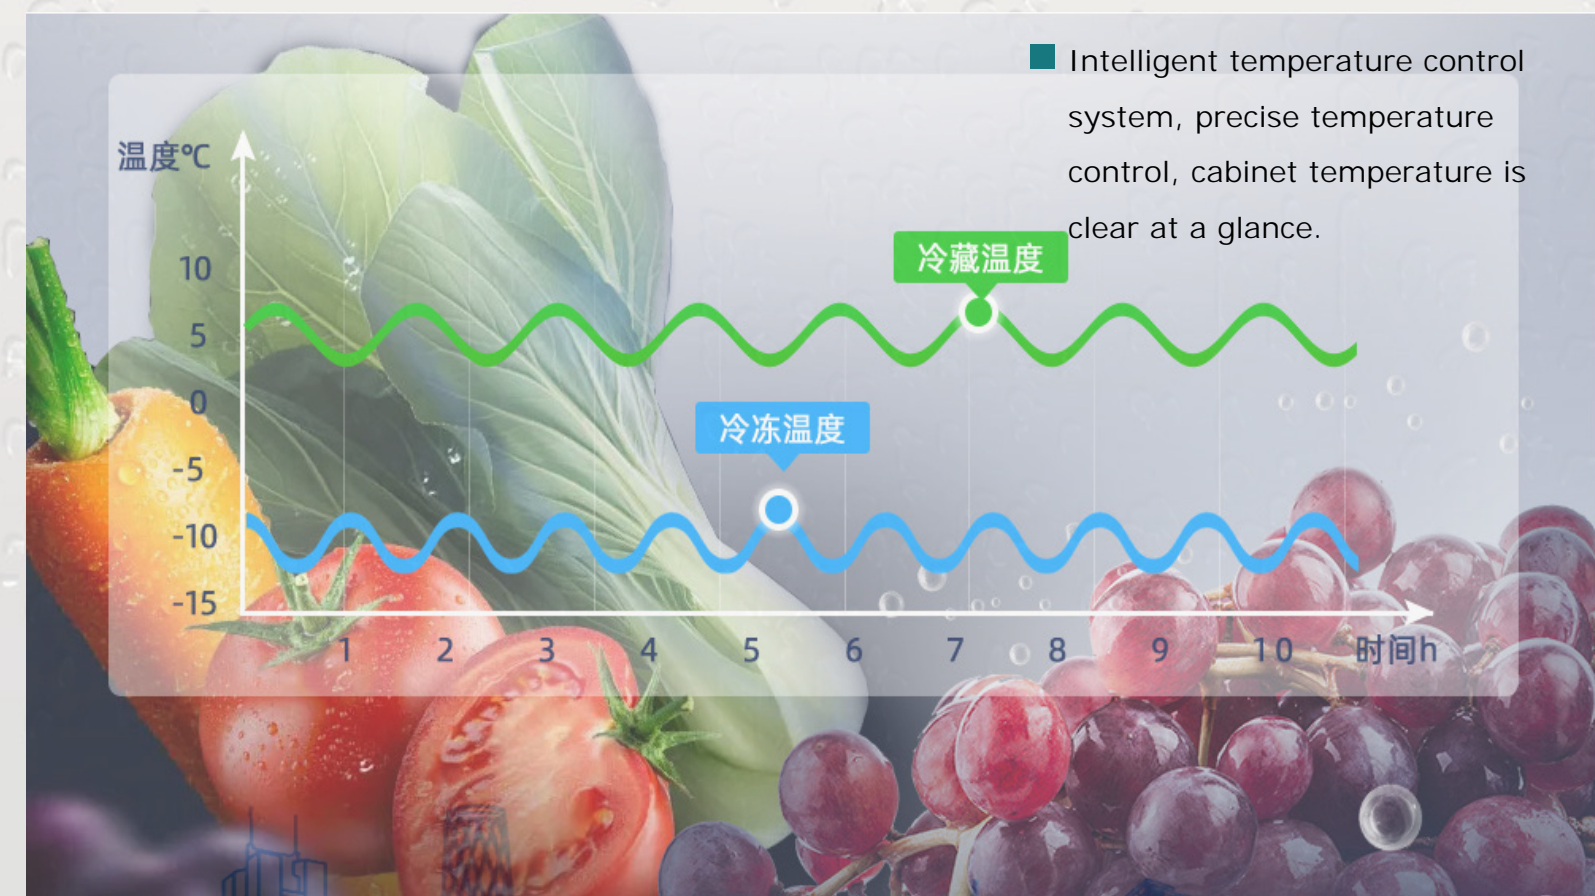 Intelligent temperature control
system, precise temperature
control, cabinet temperature is
clear at a glance.
温度℃
10
5
0
-5
-10
-15
冷藏温度
冷冻温度
1 2 3 4 5 6 7 8 9 10 时间h